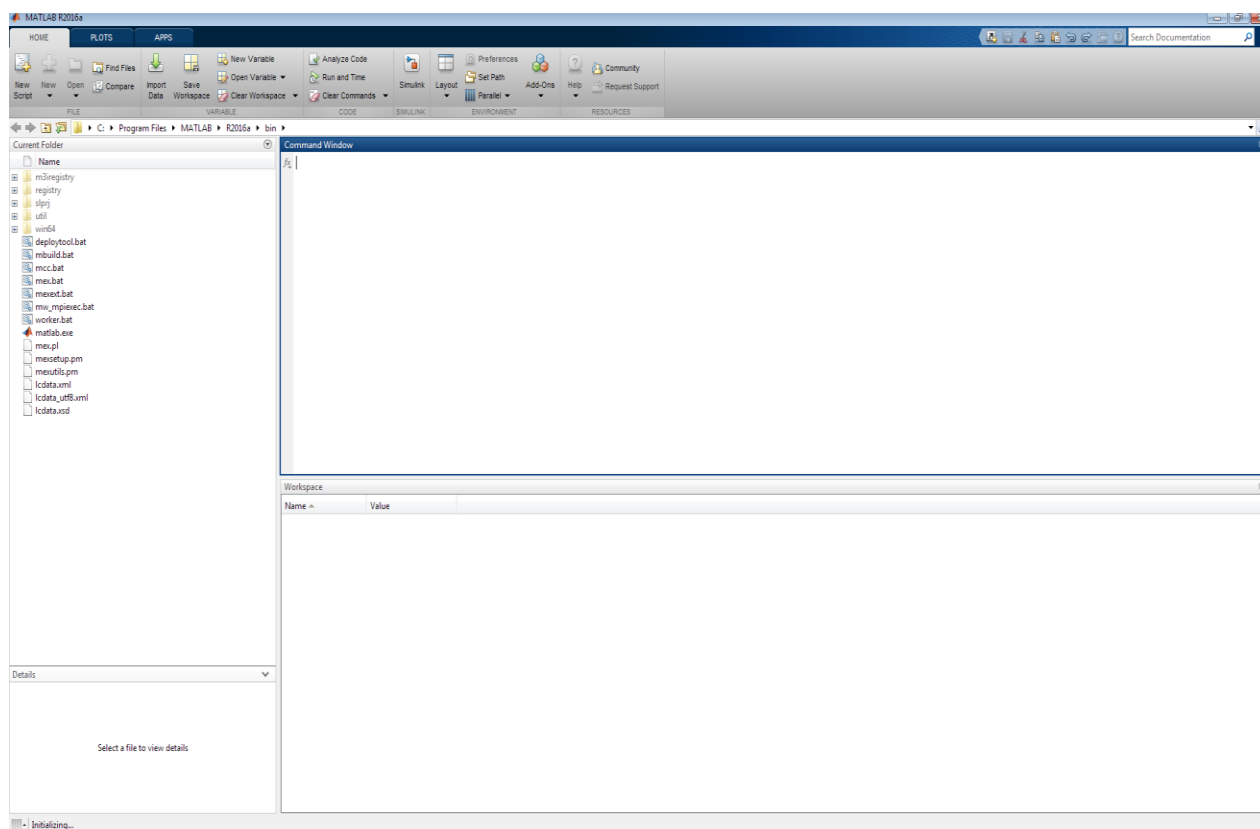 MATLAB R2016a
HOME PLOTS APPS
Search Documentation
New Script
New
Open
Find Files
Compare
Import Data
Save Workspace
New Variable
Open Variable
Clear Workspace
Analyze Code
Run and Time
Clear Commands
Simulink
Layout
Preferences
Set Path
Parallel
Add-Ons
Help
Community
Request Support
FILE VARIABLE CODE SIMULINK ENVIRONMENT RESOURCES
C: Program Files MATLAB R2016a bin
Current Folder
Name
m3iregistry
registry
slprj
util
win64
deploytool.bat
mbuild.bat
mcc.bat
mex.bat
mexext.bat
mw_mpiexec.bat
worker.bat
matlab.exe
mex.pl
mexsetup.pm
mexutils.pm
lcdata.xml
lcdata_utf8.xml
lcdata.xsd
Details
Select a file to view details
Command Window
fx
Workspace
Name Value
Initializing...